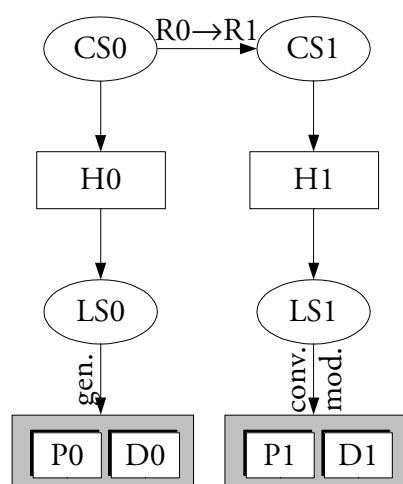 CS0 R0→R1 CS1
H0 H1
LS0 LS1
gen. conv. mod.
P0 D0 P1 D1